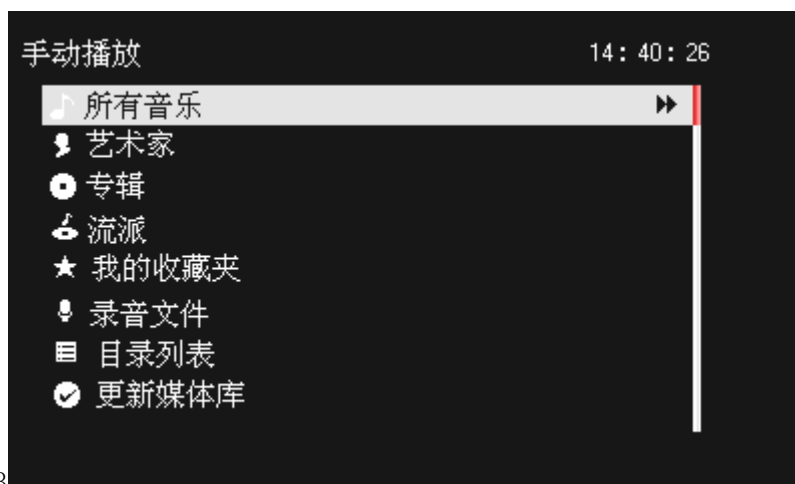 手动播放 14:40:26
所有音乐
艺术家
专辑
流派
我的收藏夹
录音文件
目录列表
更新媒体库